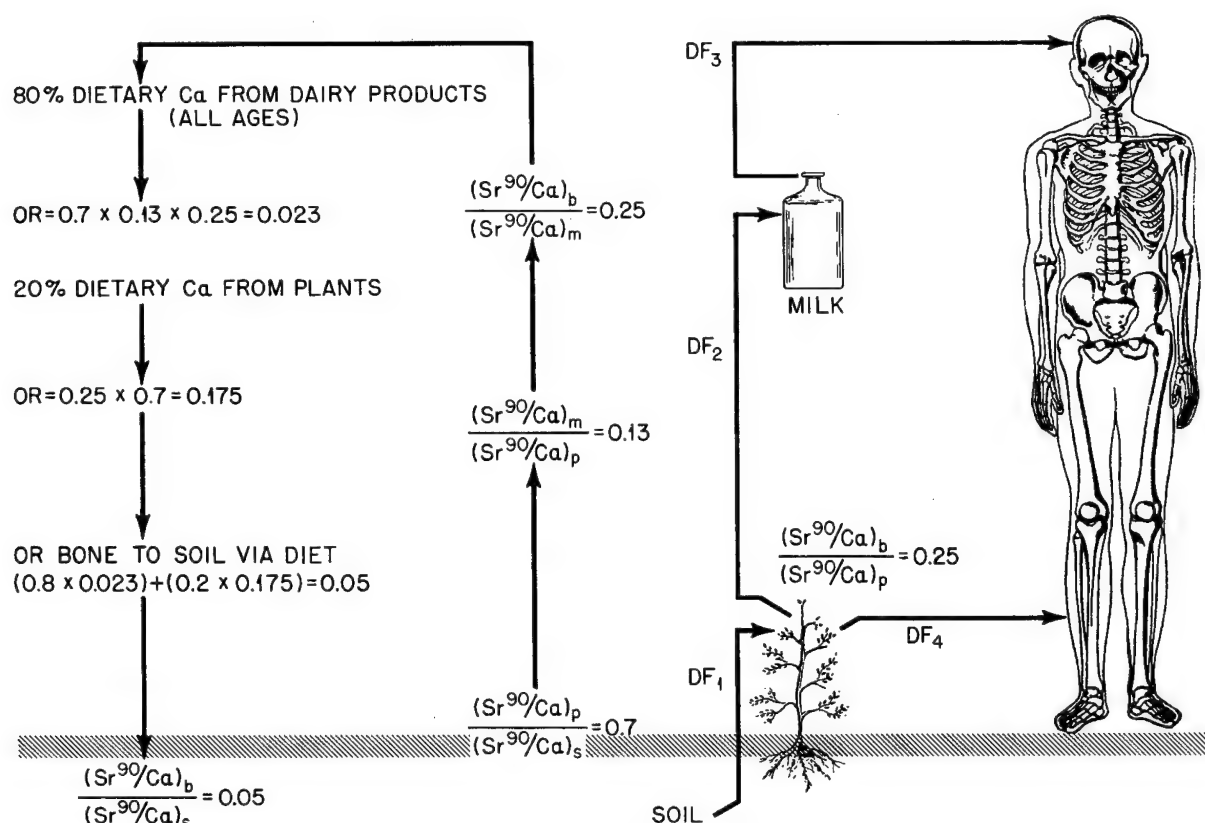 80% DIETARY Ca FROM DAIRY PRODUCTS
(ALL AGES)
OR=0.7 × 0.13 × 0.25=0.023
20% DIETARY Ca FROM PLANTS
OR=0.25 × 0.7=0.175
OR BONE TO SOIL VIA DIET
(0.8 × 0.023)+(0.2 × 0.175)=0.05
(Sr⁹⁰/Ca)b
(Sr⁹⁰/Ca)s
=0.05
(Sr⁹⁰/Ca)b
(Sr⁹⁰/Ca)m
=0.25
(Sr⁹⁰/Ca)m
(Sr⁹⁰/Ca)p
=0.13
(Sr⁹⁰/Ca)p
(Sr⁹⁰/Ca)s
=0.7
DF₃
MILK
DF₂
(Sr⁹⁰/Ca)b
(Sr⁹⁰/Ca)p
=0.25
DF₄
DF₁
SOIL